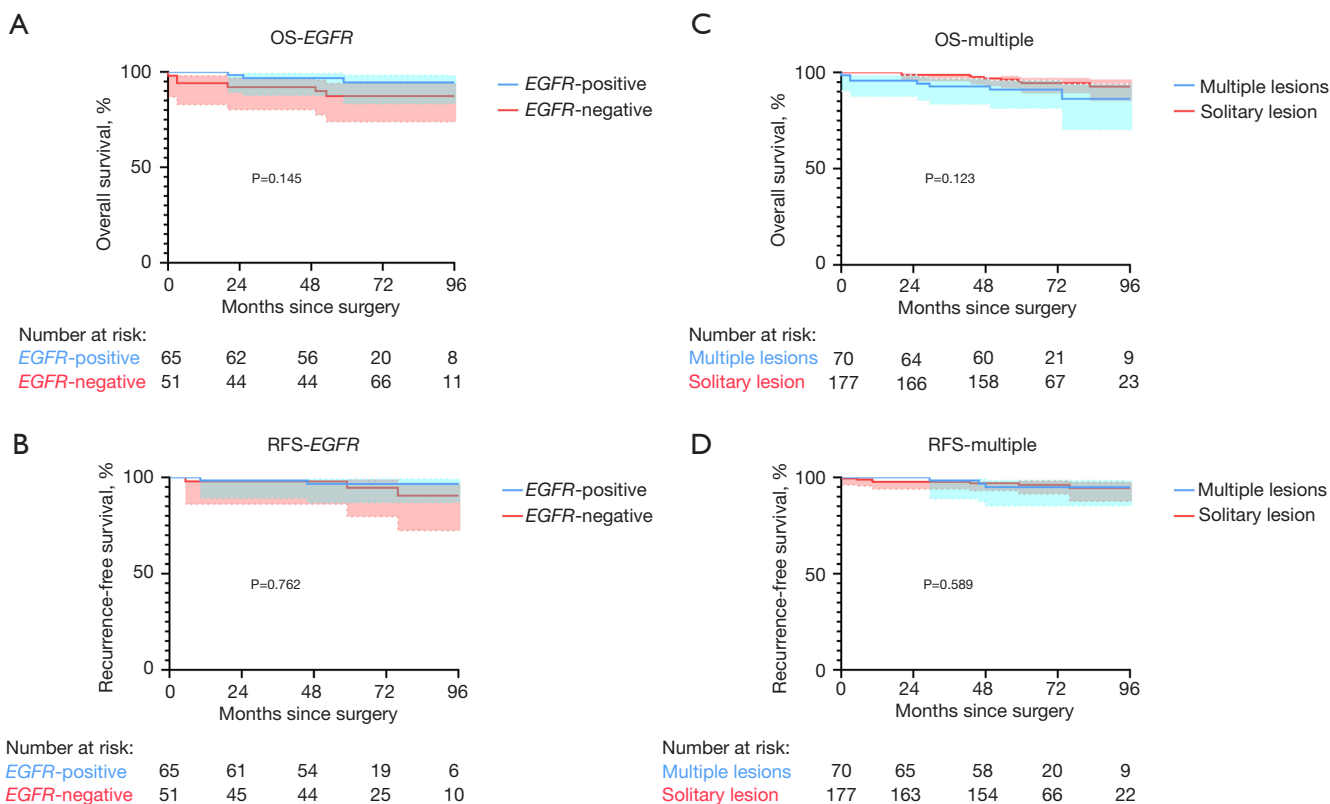 A
OS-EGFR
Overall survival, %
100
50
0
0 24 48 72 96
Months since surgery
P=0.145
EGFR-positive
EGFR-negative
Number at risk:
EGFR-positive 65 62 56 20 8
EGFR-negative 51 44 44 66 11
C
OS-multiple
Overall survival, %
100
50
0
0 24 48 72 96
Months since surgery
P=0.123
Multiple lesions
Solitary lesion
Number at risk:
Multiple lesions 70 64 60 21 9
Solitary lesion 177 166 158 67 23
B
RFS-EGFR
Recurrence-free survival, %
100
50
0
0 24 48 72 96
Months since surgery
P=0.762
EGFR-positive
EGFR-negative
Number at risk:
EGFR-positive 65 61 54 19 6
EGFR-negative 51 45 44 25 10
D
RFS-multiple
Recurrence-free survival, %
100
50
0
0 24 48 72 96
Months since surgery
P=0.589
Multiple lesions
Solitary lesion
Number at risk:
Multiple lesions 70 65 58 20 9
Solitary lesion 177 163 154 66 22